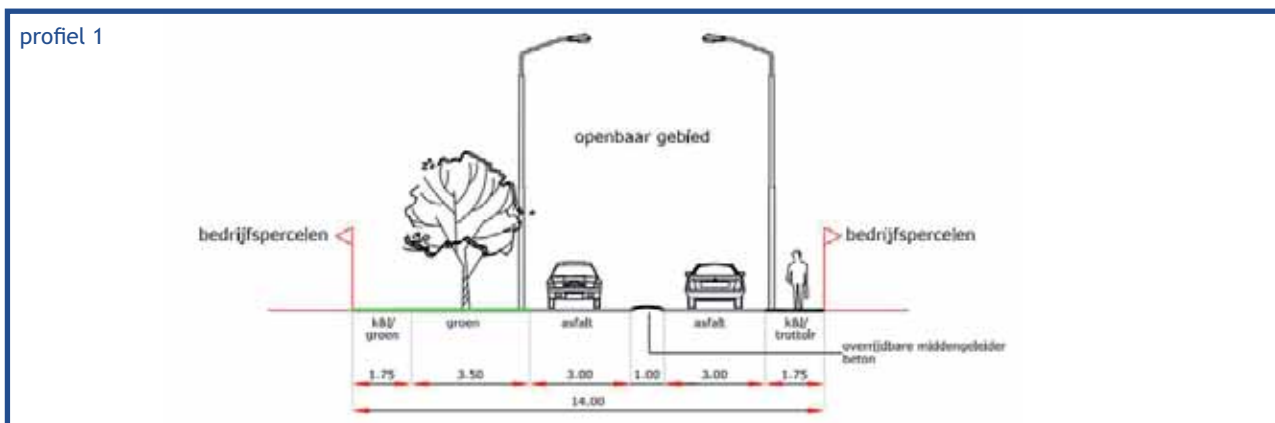 profiel 1
openbaar gebied
bedrijfspercelen
bedrijfspercelen
k&l/
groen
groen
asfalt
asfalt
k&l/
trottoir
overrijdbare middengeleider
beton
1.75 3.50 3.00 1.00 3.00 1.75
14.00